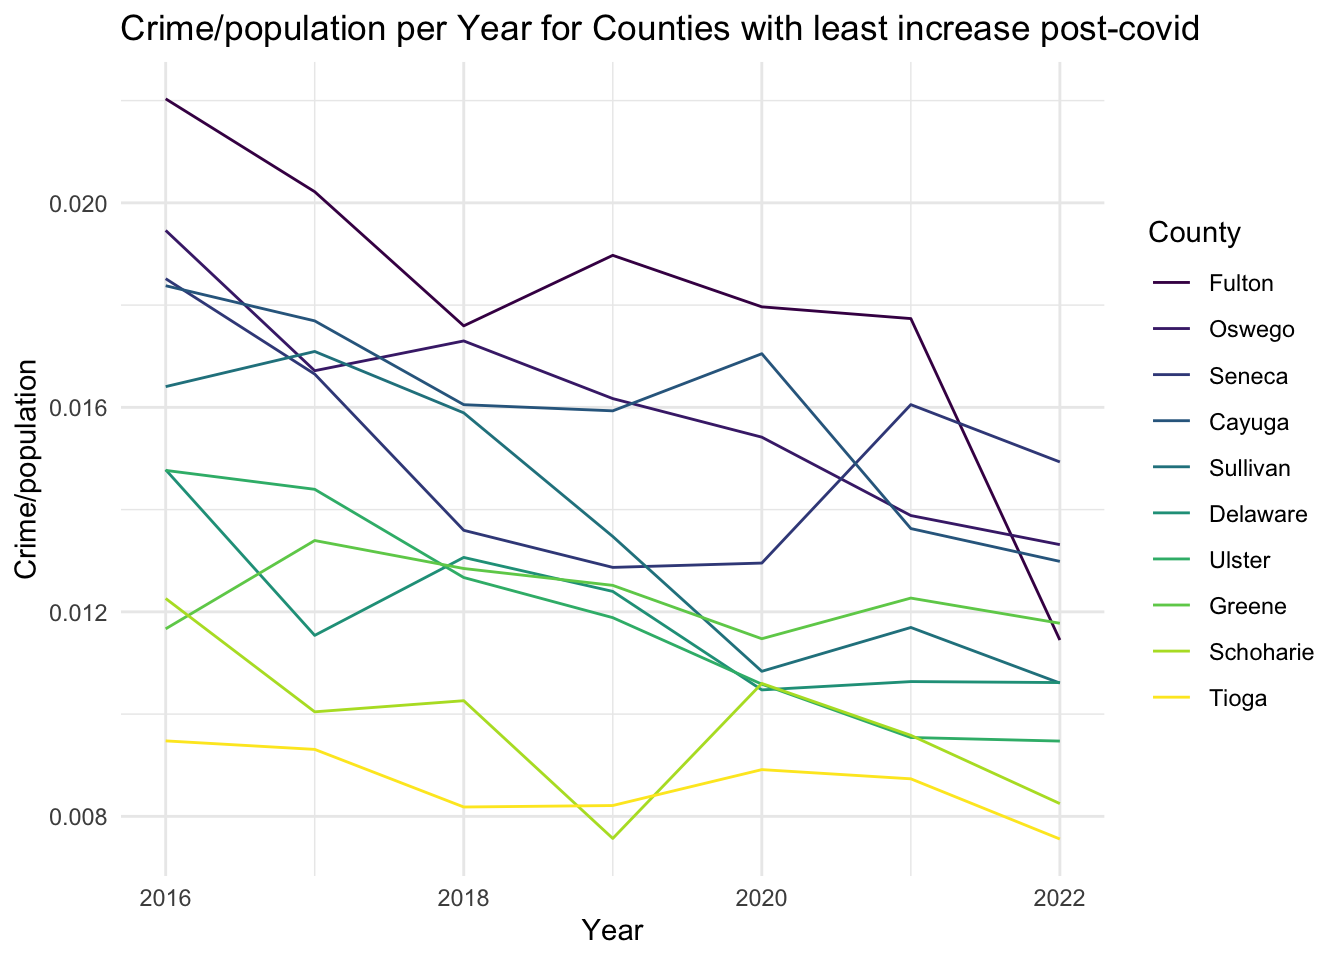 Crime/population per Year for Counties with least increase post-covid
Crime/population
0.020
0.016
0.012
0.008
2016
2018
2020
2022
Year
County
Fulton
Oswego
Seneca
Cayuga
Sullivan
Delaware
Ulster
Greene
Schoharie
Tioga